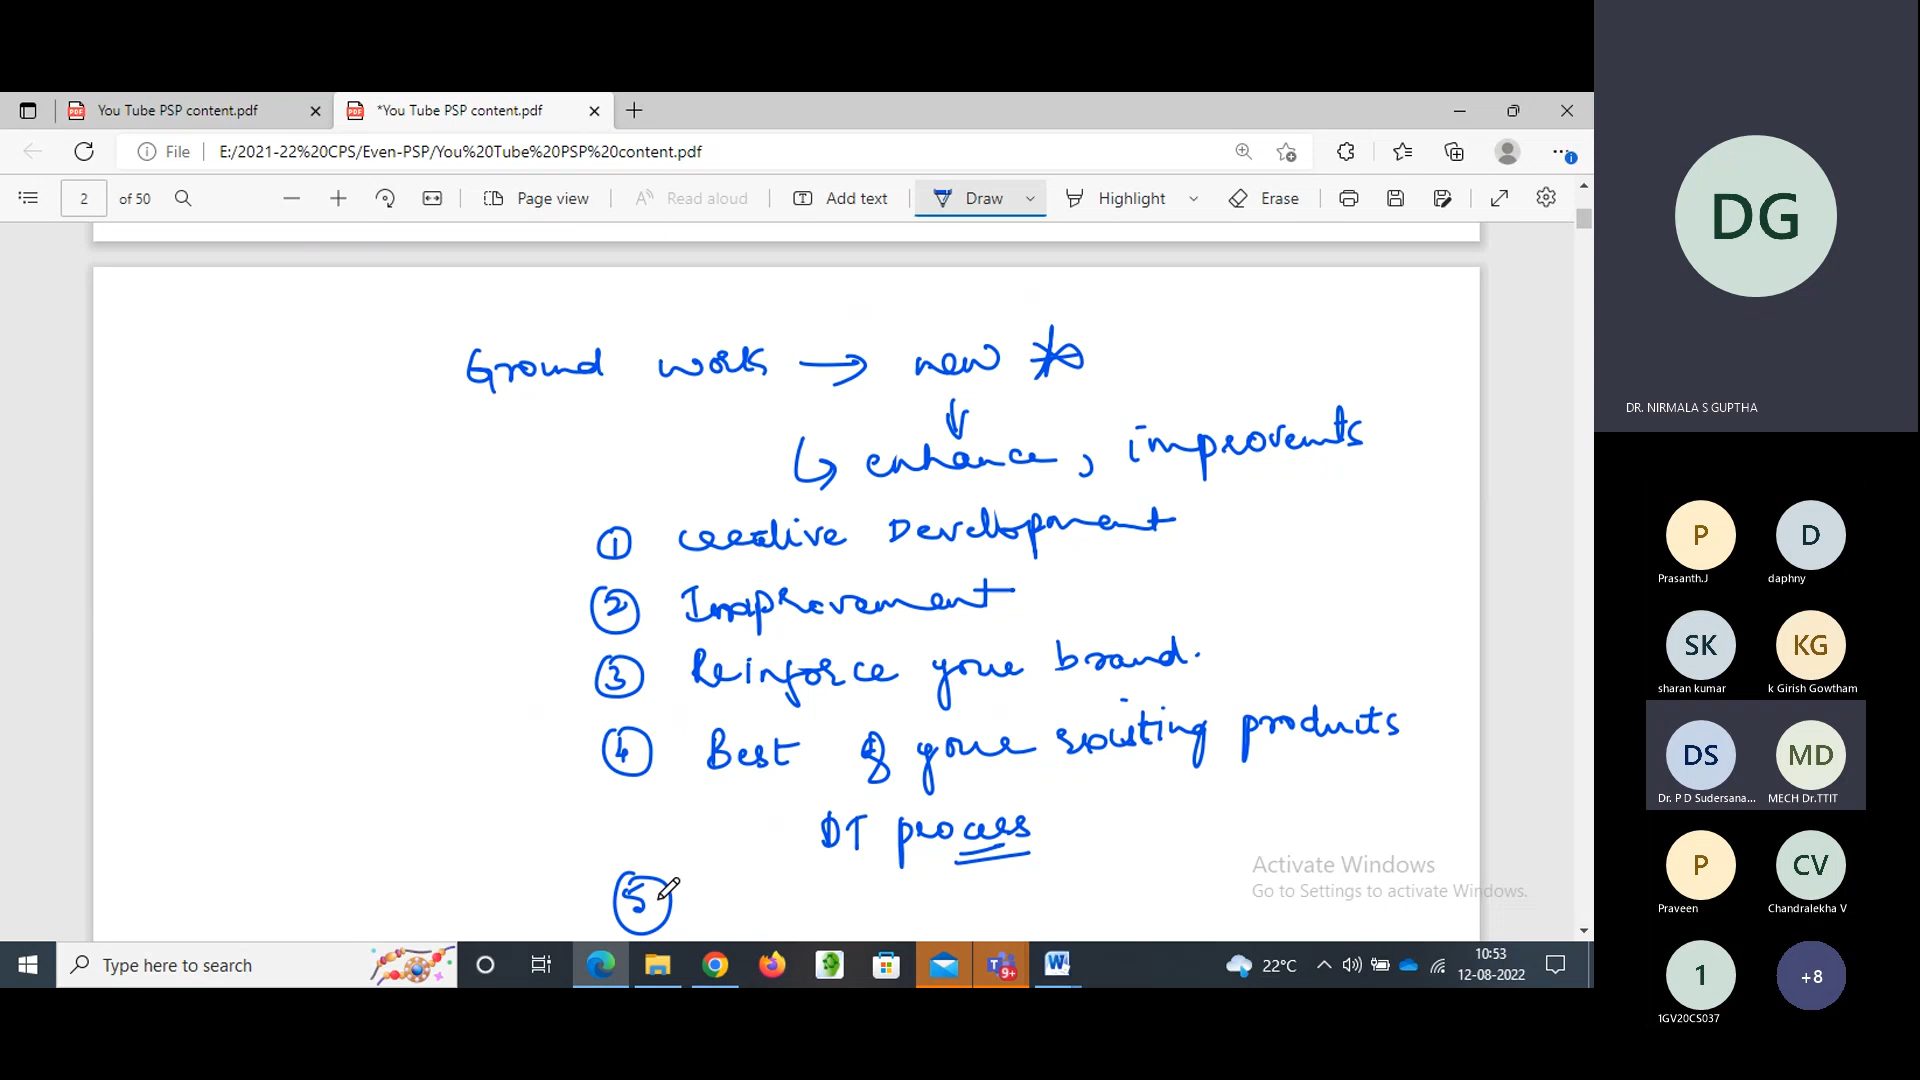 You Tube PSP content.pdf
*You Tube PSP content.pdf
File
E:/2021-22%20CPS/Even-PSP/You%20Tube%20PSP%20content.pdf
2 of 50
Page view
Read aloud
Add text
Draw
Highlight
Erase
Ground work → new *
enhance, improvents
① Creative Development
② Improvement
③ Reinforce your brand.
④ Best of your existing products
DT process
⑤
Activate Windows
Go to Settings to activate Windows.
Type here to search
9+
22°C
10:53
12-08-2022
DG
DR. NIRMALA S GUPTHA
P
D
Prasanth.J
daphny
SK
KG
sharan kumar
k Girish Gowtham
DS
MD
Dr. P D Sudersana...
MECH Dr.TTIT
P
CV
Praveen
Chandralekha V
1
+8
1GV20CS037